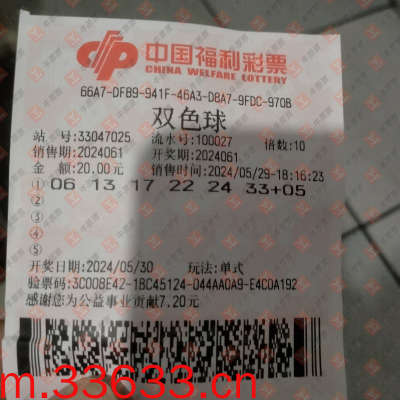 中国福利彩票
CHINA WELFARE LOTTERY
66A7-DF89-941F-46A3-D8A7-9FDC-970B
双色球
站 号:33047025 流水号:100027 倍数:10
销售期:2024061 开奖期:2024061
金 额:20.00元 销售时间:2024/05/29-18:16:23
① 06 13 17 22 24 33+05
②
③
④
⑤
开奖日期:2024/05/30 玩法:单式
验票码:3C008E42-1BC45124-D44AA0A9-E4C0A192
感谢您为公益事业贡献7.20元
m.33633.cn